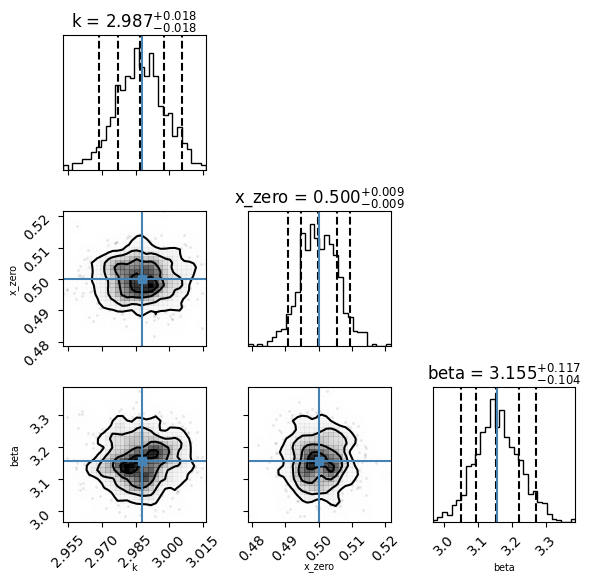 k = 2.987+0.018−0.018
x_zero = 0.500+0.009−0.009
0.52
0.51
0.50
0.49
0.48
x_zero
beta = 3.155+0.117−0.104
3.3
3.2
3.1
3.0
beta
2.955 2.970 2.985 3.000 3.015
k
0.48 0.49 0.50 0.51 0.52
x_zero
3.0 3.1 3.2 3.3
beta